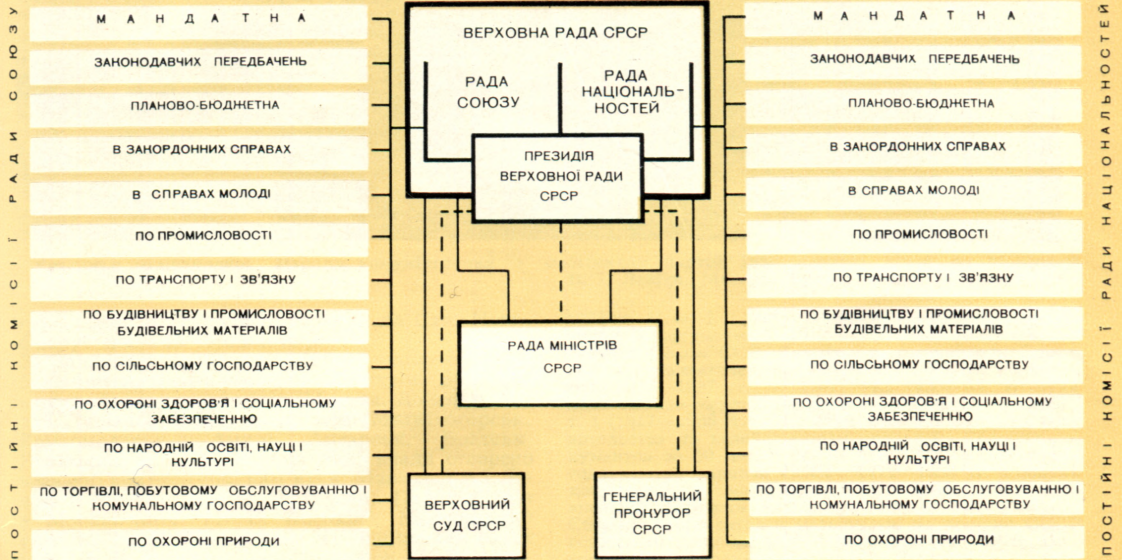 ПОСТІЙНІ КОМІСІЇ РАДИ СОЮЗУ
М А Н Д А Т Н А
ЗАКОНОДАВЧИХ ПЕРЕДБАЧЕНЬ
ПЛАНОВО-БЮДЖЕТНА
В ЗАКОРДОННИХ СПРАВАХ
В СПРАВАХ МОЛОДІ
ПО ПРОМИСЛОВОСТІ
ПО ТРАНСПОРТУ І ЗВ'ЯЗНУ
ПО БУДІВНИЦТВУ І ПРОМИСЛОВОСТІ
БУДІВЕЛЬНИХ МАТЕРІАЛІВ
ПО СІЛЬСЬКОМУ ГОСПОДАРСТВУ
ПО ОХОРОНІ ЗДОРОВ'Я І СОЦІАЛЬНОМУ
ЗАБЕЗПЕЧЕННЮ
ПО НАРОДНІЙ ОСВІТІ, НАУЦІ І
КУЛЬТУРІ
ПО ТОРГІВЛІ, ПОБУТОВОМУ ОБСЛУГОВУВАННЮ І
КОМУНАЛЬНОМУ ГОСПОДАРСТВУ
ПО ОХОРОНІ ПРИРОДИ
ВЕРХОВНА РАДА СРСР
РАДА
СОЮЗУ
РАДА
НАЦІОНАЛЬ-
НОСТЕЙ
ПРЕЗИДІЯ
ВЕРХОВНОЇ РАДИ
СРСР
РАДА МІНІСТРІВ
СРСР
ВЕРХОВНИЙ
СУД СРСР
ГЕНЕРАЛЬНИЙ
ПРОКУРОР
СРСР
М А Н Д А Т Н А
ЗАКОНОДАВЧИХ ПЕРЕДБАЧЕНЬ
ПЛАНОВО-БЮДЖЕТНА
В ЗАКОРДОННИХ СПРАВАХ
В СПРАВАХ МОЛОДІ
ПО ПРОМИСЛОВОСТІ
ПО ТРАНСПОРТУ І ЗВ'ЯЗНУ
ПО БУДІВНИЦТВУ І ПРОМИСЛОВОСТІ
БУДІВЕЛЬНИХ МАТЕРІАЛІВ
ПО СІЛЬСЬКОМУ ГОСПОДАРСТВУ
ПО ОХОРОНІ ЗДОРОВ'Я І СОЦІАЛЬНОМУ
ЗАБЕЗПЕЧЕННЮ
ПО НАРОДНІЙ ОСВІТІ, НАУЦІ І
КУЛЬТУРІ
ПО ТОРГІВЛІ, ПОБУТОВОМУ ОБСЛУГОВУВАННЮ І
КОМУНАЛЬНОМУ ГОСПОДАРСТВУ
ПО ОХОРОНІ ПРИРОДИ
ПОСТІЙНІ КОМІСІЇ РАДИ НАЦІОНАЛЬНОСТЕЙ